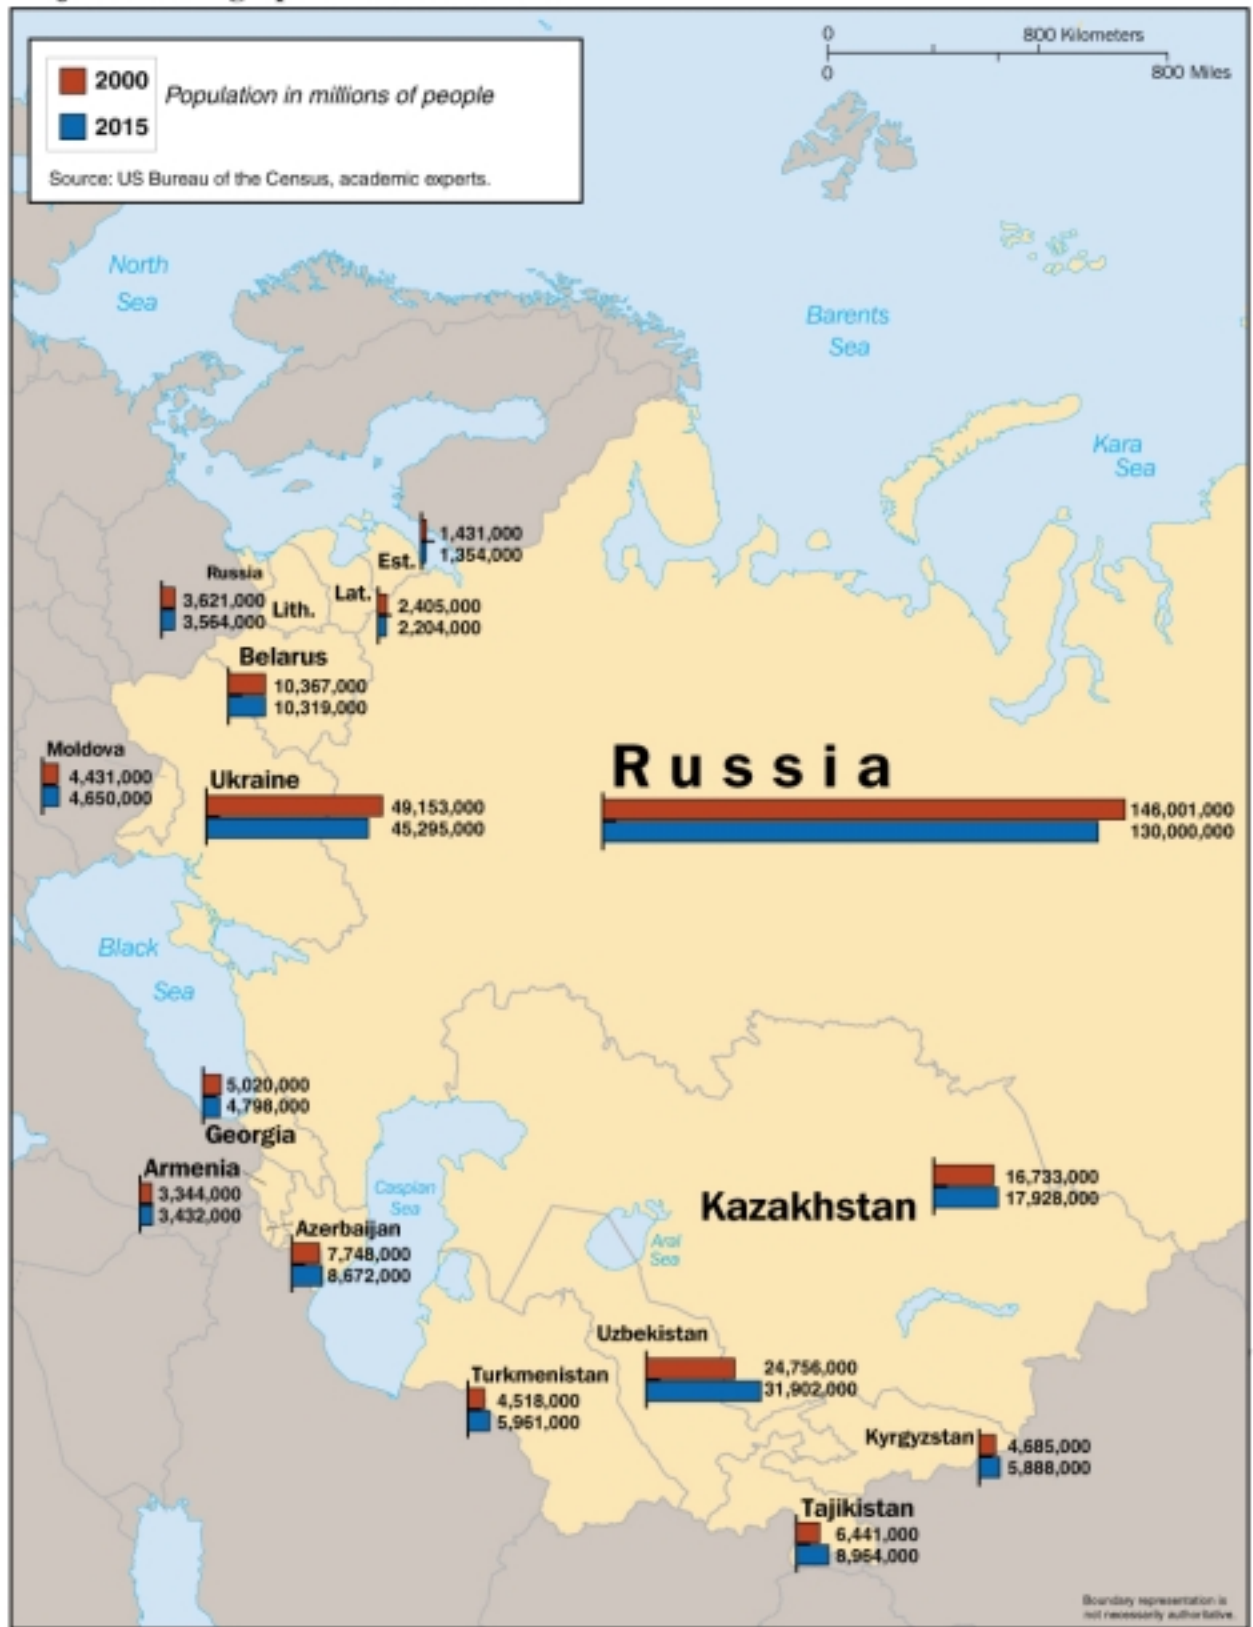 0 800 Kilometers
0 800 Miles
2000
2015
Population in millions of people
Source: US Bureau of the Census, academic experts.
North
Sea
Barents
Sea
Kara
Sea
Est.
1,431,000
1,354,000
Russia
3,621,000
3,564,000
Lith.
Lat.
2,405,000
2,204,000
Belarus
10,367,000
10,319,000
Moldova
4,431,000
4,650,000
Ukraine
49,153,000
45,295,000
Russia
146,001,000
130,000,000
Black
Sea
5,020,000
4,798,000
Georgia
Armenia
3,344,000
3,432,000
Azerbaijan
7,748,000
8,672,000
Caspian
Sea
Aral
Sea
Kazakhstan
16,733,000
17,928,000
Uzbekistan
24,756,000
31,902,000
Turkmenistan
4,518,000
5,961,000
Kyrgyzstan
4,685,000
5,888,000
Tajikistan
6,441,000
8,964,000
Boundary representation is
not necessarily authoritative.